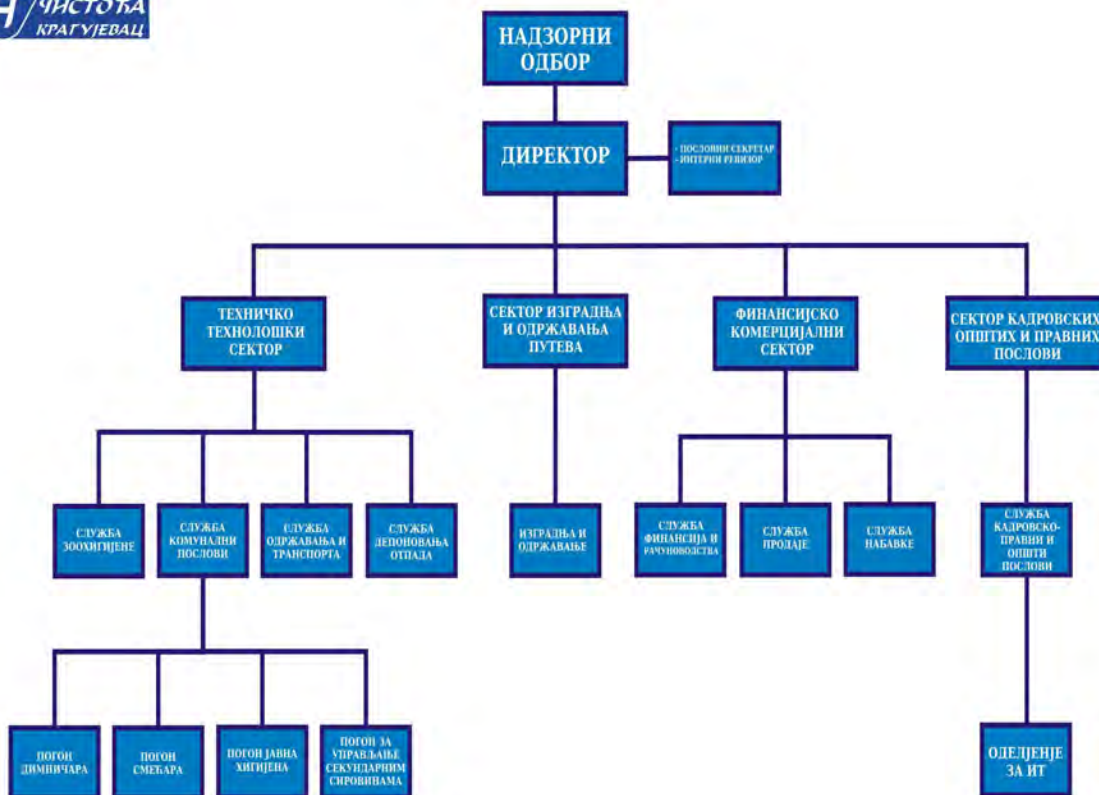 ЧИСТОЋА
КРАГУЈЕВАЦ
НАДЗОРНИ
ОДБОР
ДИРЕКТОР
- ПОСЛОВНИ СЕКРЕТАР
- ИНТЕРНИ РЕВИЗОР
ТЕХНИЧКО
ТЕХНОЛОШКИ
СЕКТОР
СЕКТОР ИЗГРАДЊА
И ОДРЖАВАЊА
ПУТЕВА
ФИНАНСИЈСКО
КОМЕРЦИЈАЛНИ
СЕКТОР
СЕКТОР КАДРОВСКИХ
ОПШТИХ И ПРАВНИХ
ПОСЛОВИ
СЛУЖБА
ЗООХИГИЈЕНЕ
СЛУЖБА
КОМУНАЛНИ
ПОСЛОВИ
СЛУЖБА
ОДРЖАВАЊА И
ТРАНСПОРТА
СЛУЖБА
ДЕПОНОВАЊА
ОТПАДА
ИЗГРАДЊА И
ОДРЖАВАЊЕ
СЛУЖБА
ФИНАНСИЈА И
РАЧУНОВОДСТВА
СЛУЖБА
ПРОДАЈЕ
СЛУЖБА
НАБАВКЕ
СЛУЖБА
КАДРОВСКО-
ПРАВНИ И
ОПШТИ
ПОСЛОВИ
ПОГОН
ДИМНИЧАРА
ПОГОН
СМЕЋАРА
ПОГОН ЈАВНА
ХИГИЈЕНА
ПОГОН ЗА
УПРАВЉАЊЕ
СЕКУНДАРНИМ
СИРОВИНАМА
ОДЕЉЕЊЕ
ЗА ИТ